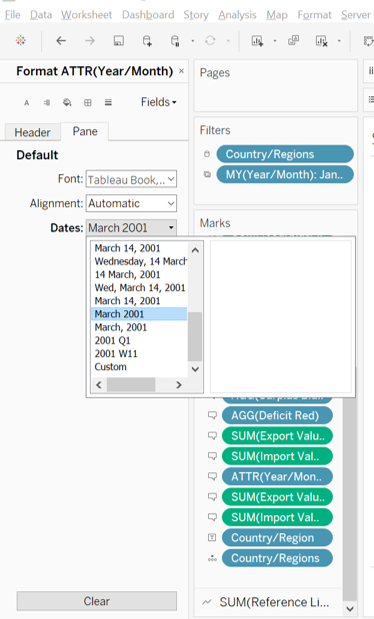 File Data Worksheet Dashboard Story Analysis Map Format Server
Format ATTR(Year/Month) ×
Fields
Header Pane
Default
Font: Tableau Book,...
Alignment: Automatic
Dates: March 2001
March 14, 2001
Wednesday, 14 March
14 March, 2001
Wed, March 14, 2001
March 14, 2001
March 2001
March, 2001
2001 Q1
2001 W11
Custom
Clear
Pages
Filters
Country/Regions
MY(Year/Month): Jan..
Marks
AGG(Deficit Red)
SUM(Export Valu..
SUM(Import Val..
ATTR(Year/Mon..
SUM(Export Valu..
SUM(Import Val..
Country/Region
Country/Regions
SUM(Reference Li...